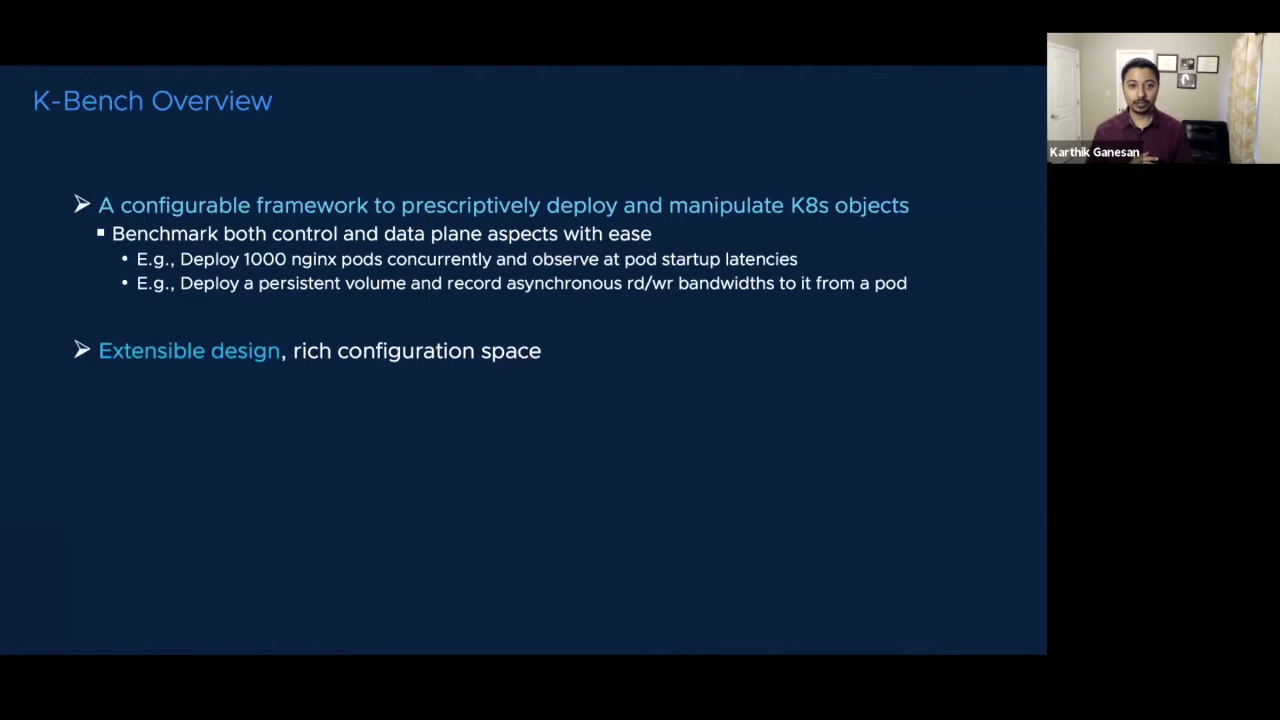 K-Bench Overview
Karthik Ganesan
➢ A configurable framework to prescriptively deploy and manipulate K8s objects
▪ Benchmark both control and data plane aspects with ease
• E.g., Deploy 1000 nginx pods concurrently and observe at pod startup latencies
• E.g., Deploy a persistent volume and record asynchronous rd/wr bandwidths to it from a pod
➢ Extensible design, rich configuration space